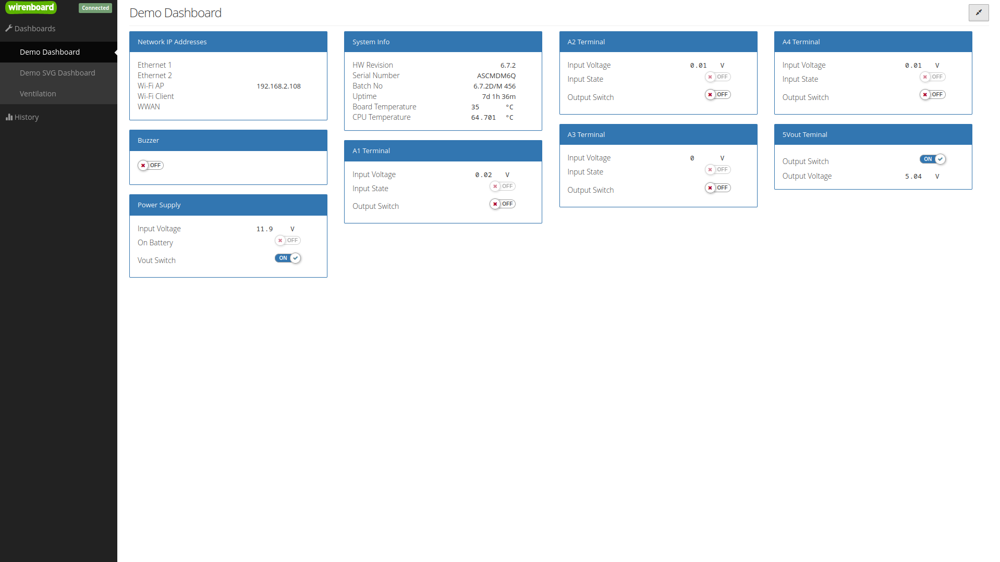 wirenboard
Connected
Dashboards
Demo Dashboard
Demo SVG Dashboard
Ventilation
History
Demo Dashboard
Network IP Addresses
Ethernet 1
Ethernet 2
Wi-Fi AP 192.168.2.108
Wi-Fi Client
WWAN
Buzzer
OFF
Power Supply
Input Voltage 11.9 V
On Battery OFF
Vout Switch ON
System Info
HW Revision 6.7.2
Serial Number ASCMDM6Q
Batch No 6.7.2D/M 456
Uptime 7d 1h 36m
Board Temperature 35 °C
CPU Temperature 64.701 °C
A1 Terminal
Input Voltage 0.02 V
Input State OFF
Output Switch OFF
A2 Terminal
Input Voltage 0.01 V
Input State OFF
Output Switch OFF
A3 Terminal
Input Voltage 0 V
Input State OFF
Output Switch OFF
A4 Terminal
Input Voltage 0.01 V
Input State OFF
Output Switch OFF
5Vout Teminal
Output Switch ON
Output Voltage 5.04 V